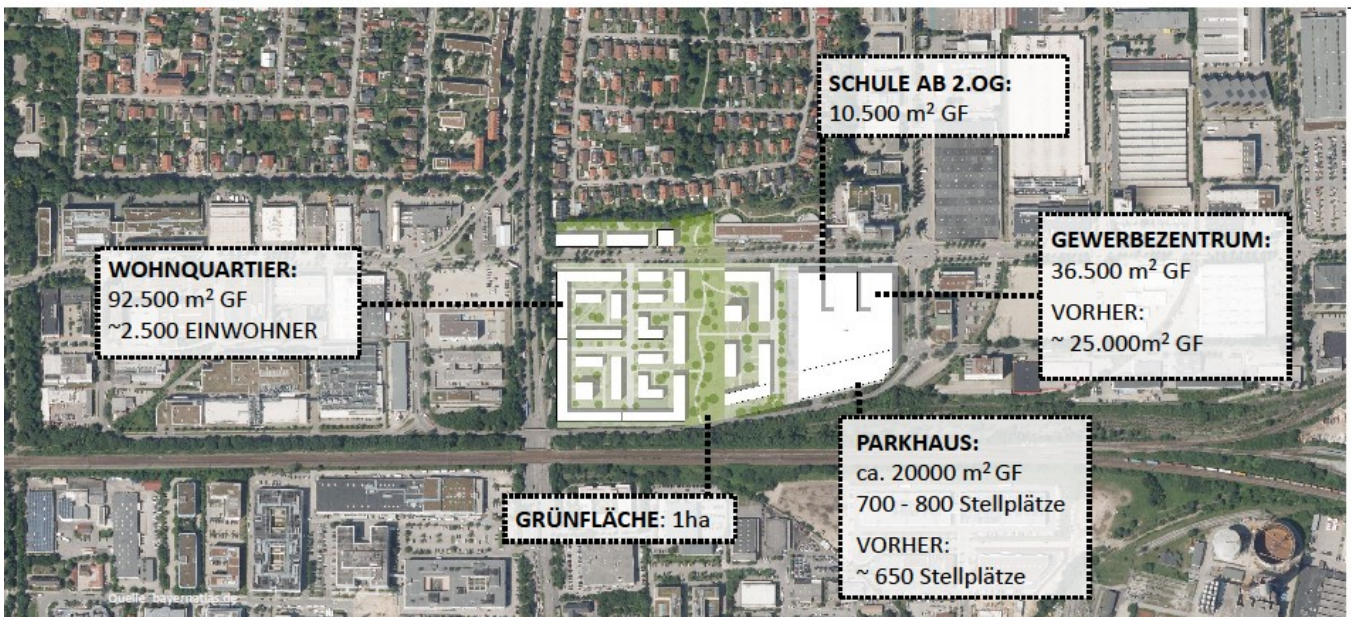 SCHULE AB 2.OG:
10.500 m² GF
WOHNQUARTIER:
92.500 m² GF
~2.500 EINWOHNER
GEWERBEZENTRUM:
36.500 m² GF
VORHER:
~ 25.000m² GF
PARKHAUS:
ca. 20000 m² GF
700 - 800 Stellplätze
VORHER:
~ 650 Stellplätze
GRÜNFLÄCHE: 1ha
Quelle: bayernatlas.de